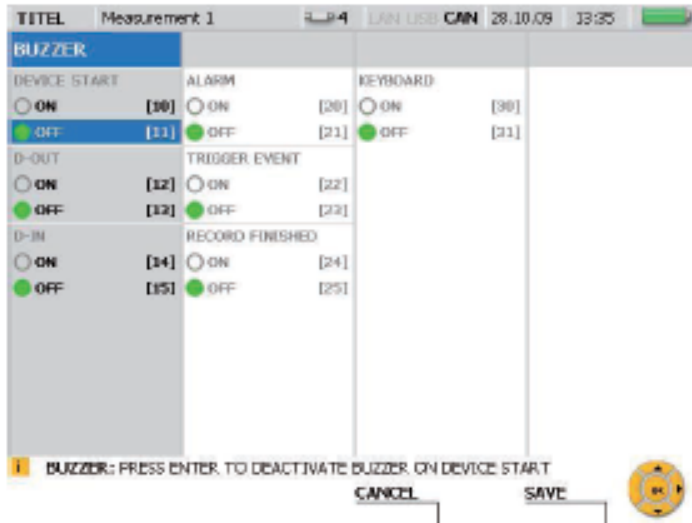 TITEL Measurement 1 4 LAN USB CAN 28.10.09 13:35
BUZZER
DEVICE START ALARM KEYBOARD
ON [10] ON [20] ON [30]
OFF [11] OFF [21] OFF [31]
D-OUT TRIGGER EVENT
ON [12] ON [22]
OFF [13] OFF [23]
D-IN RECORD FINISHED
ON [14] ON [24]
OFF [15] OFF [25]
i BUZZER: PRESS ENTER TO DEACTIVATE BUZZER ON DEVICE START
CANCEL SAVE
OK